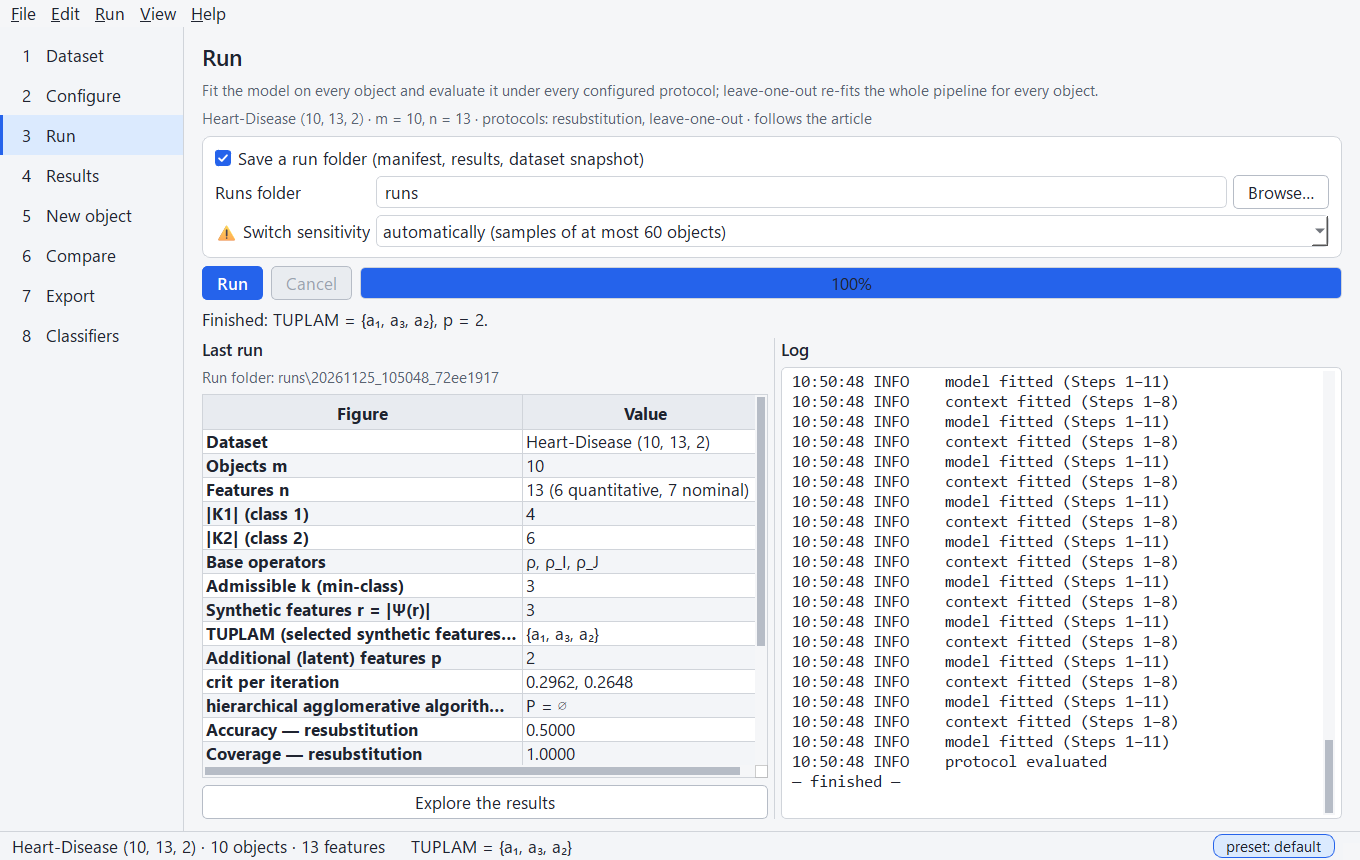 File Edit Run View Help
1 Dataset
2 Configure
3 Run
4 Results
5 New object
6 Compare
7 Export
8 Classifiers
Run
Fit the model on every object and evaluate it under every configured protocol; leave-one-out re-fits the whole pipeline for every object.
Heart-Disease (10, 13, 2) · m = 10, n = 13 · protocols: resubstitution, leave-one-out · follows the article
Save a run folder (manifest, results, dataset snapshot)
Runs folder runs Browse...
Switch sensitivity automatically (samples of at most 60 objects)
Run Cancel 100%
Finished: TUPLAM = {a₁, a₃, a₂}, p = 2.
Last run
Run folder: runs\20261125_105048_72ee1917
Figure Value
Dataset Heart-Disease (10, 13, 2)
Objects m 10
Features n 13 (6 quantitative, 7 nominal)
|K1| (class 1) 4
|K2| (class 2) 6
Base operators ρ, ρ_I, ρ_J
Admissible k (min-class) 3
Synthetic features r = |Ψ(r)| 3
TUPLAM (selected synthetic features... {a₁, a₃, a₂}
Additional (latent) features p 2
crit per iteration 0.2962, 0.2648
hierarchical agglomerative algorith... P = ∅
Accuracy — resubstitution 0.5000
Coverage — resubstitution 1.0000
Explore the results
Log
10:50:48 INFO model fitted (Steps 1–11)
10:50:48 INFO context fitted (Steps 1–8)
10:50:48 INFO model fitted (Steps 1–11)
10:50:48 INFO context fitted (Steps 1–8)
10:50:48 INFO model fitted (Steps 1–11)
10:50:48 INFO context fitted (Steps 1–8)
10:50:48 INFO model fitted (Steps 1–11)
10:50:48 INFO context fitted (Steps 1–8)
10:50:48 INFO model fitted (Steps 1–11)
10:50:48 INFO context fitted (Steps 1–8)
10:50:48 INFO model fitted (Steps 1–11)
10:50:48 INFO context fitted (Steps 1–8)
10:50:48 INFO model fitted (Steps 1–11)
10:50:48 INFO context fitted (Steps 1–8)
10:50:48 INFO model fitted (Steps 1–11)
10:50:48 INFO context fitted (Steps 1–8)
10:50:48 INFO model fitted (Steps 1–11)
10:50:48 INFO context fitted (Steps 1–8)
10:50:48 INFO model fitted (Steps 1–11)
10:50:48 INFO protocol evaluated
— finished —
Heart-Disease (10, 13, 2) · 10 objects · 13 features TUPLAM = {a₁, a₃, a₂} preset: default